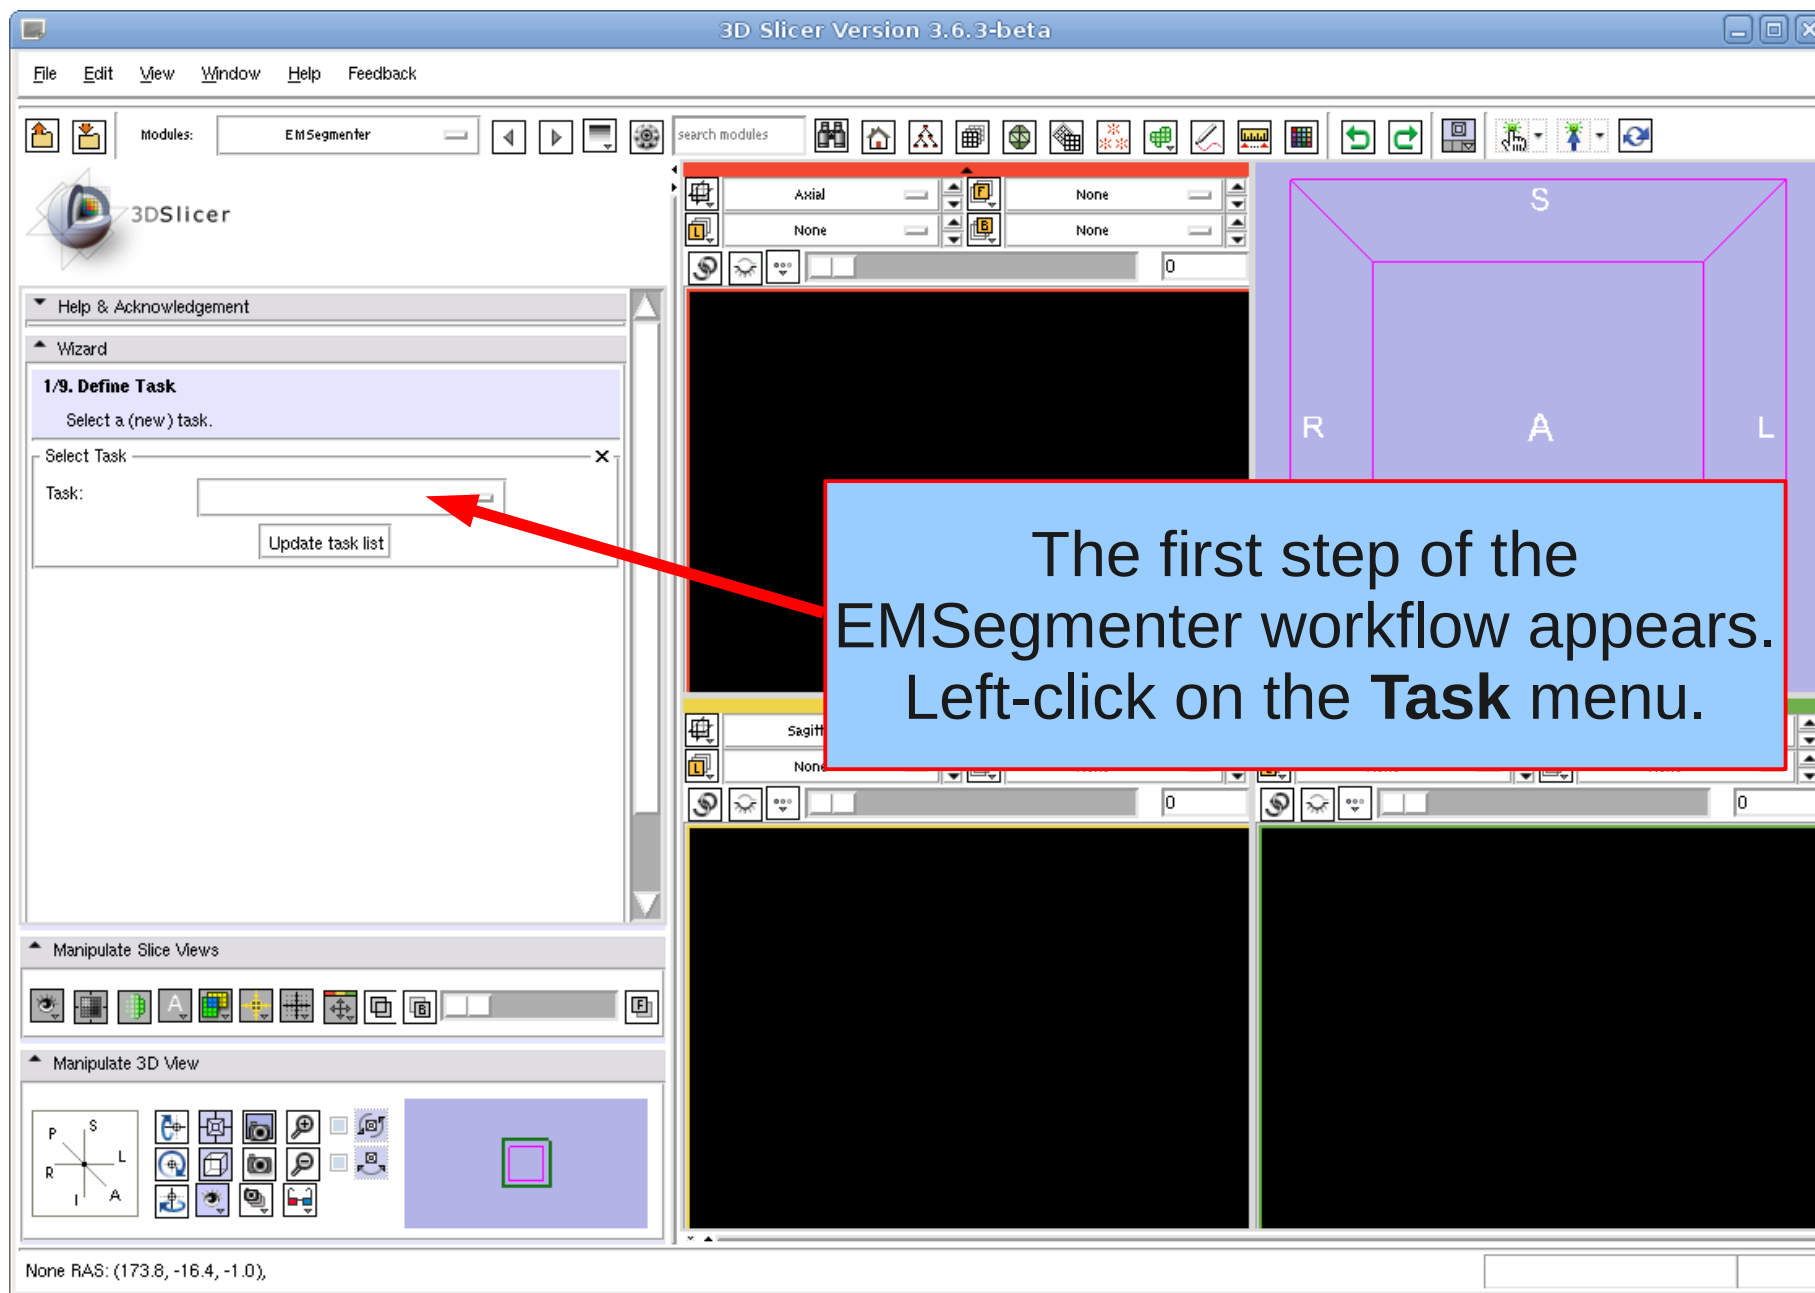 3D Slicer Version 3.6.3-beta
File Edit View Window Help Feedback
Modules: EMSegmenter search modules
3DSlicer
Help & Acknowledgement
Wizard
1/9. Define Task
Select a (new) task.
Select Task
Task:
Update task list
Axial F None
L None B None
0
S
R A L
The first step of the
EMSegmenter workflow appears.
Left-click on the Task menu.
Sagitt
L None
0
0
Manipulate Slice Views
A B F
Manipulate 3D View
P S
R L
I A
None RAS: (173.8, -16.4, -1.0),